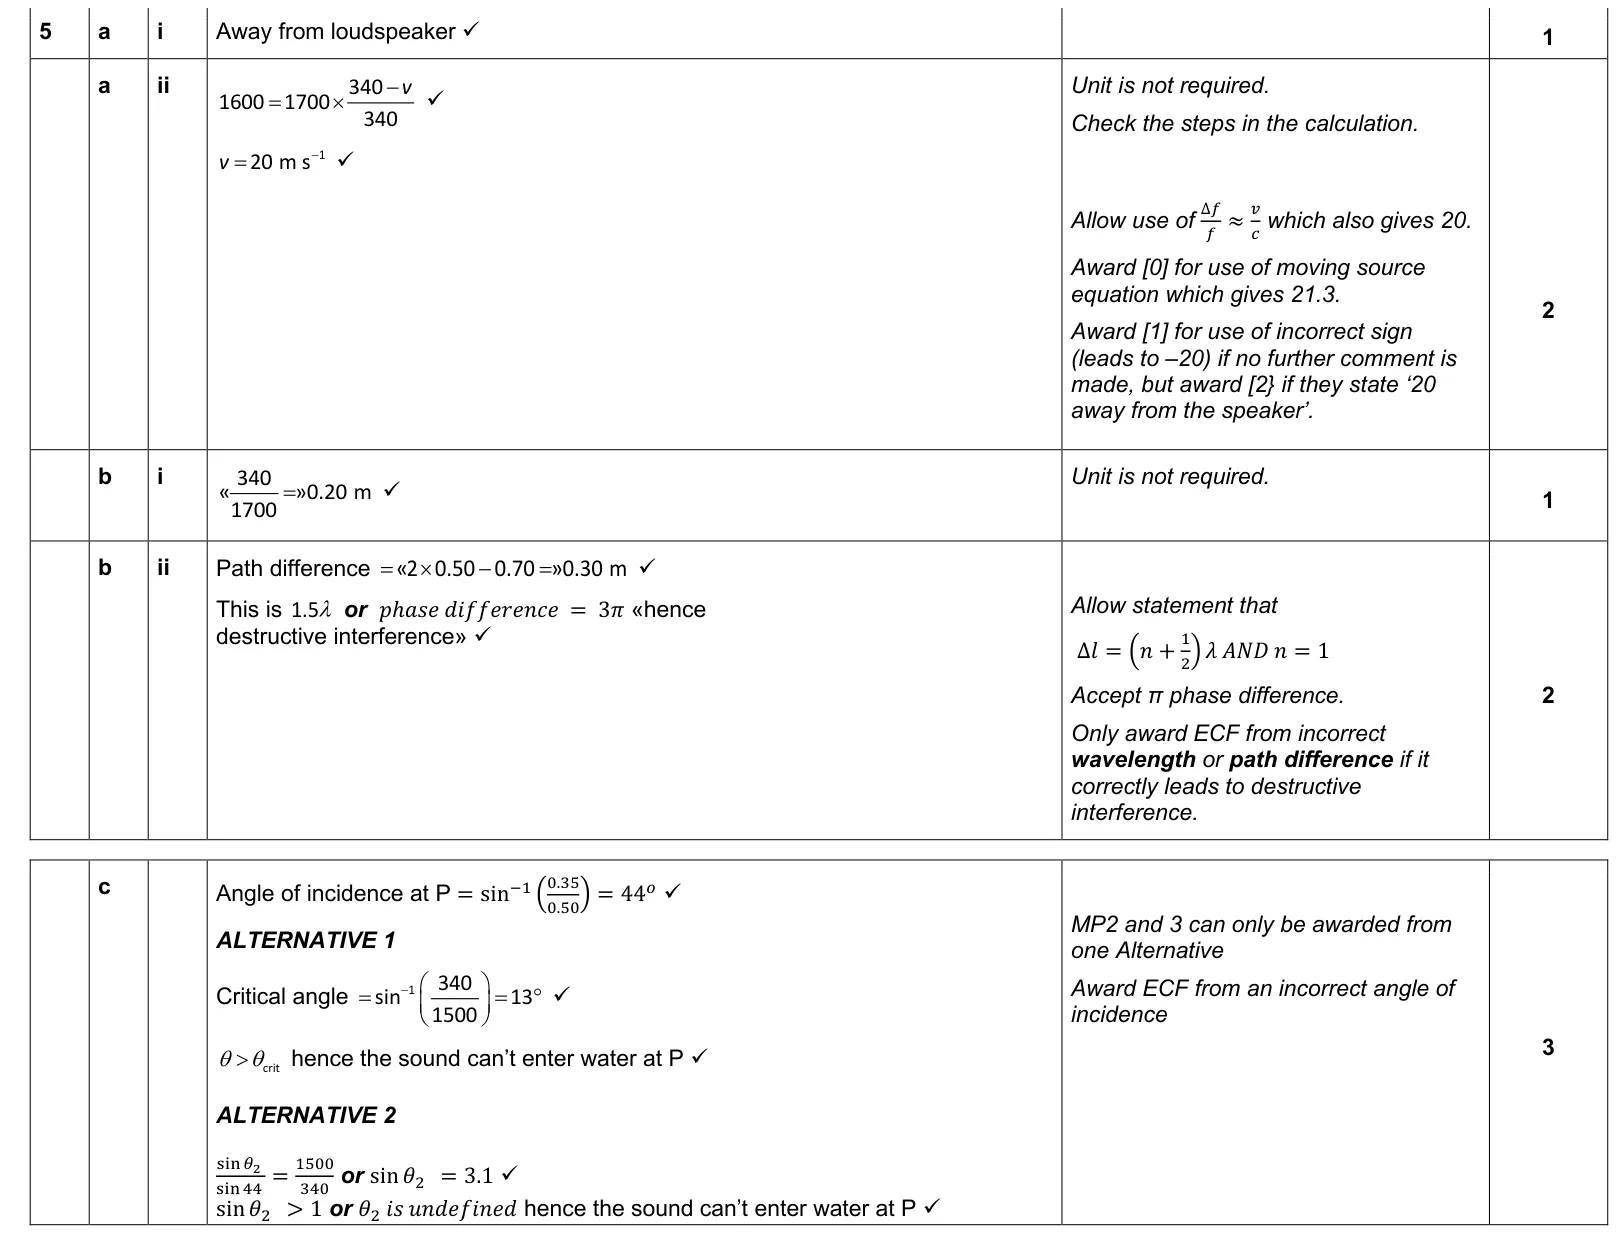 5 a i Away from loudspeaker ✓ 1
a ii 1600 = 1700 × (340 − v)/340 ✓
v = 20 m s⁻¹ ✓
Unit is not required.
Check the steps in the calculation.
Allow use of Δf/f ≈ v/c which also gives 20.
Award [0] for use of moving source
equation which gives 21.3.
Award [1] for use of incorrect sign
(leads to –20) if no further comment is
made, but award [2} if they state ‘20
away from the speaker’.
2
b i «340/1700 =»0.20 m ✓ Unit is not required. 1
b ii Path difference = «2×0.50 − 0.70 =»0.30 m ✓
This is 1.5λ or phase difference = 3π «hence
destructive interference» ✓
Allow statement that
Δl = (n + 1/2) λ AND n = 1
Accept π phase difference.
Only award ECF from incorrect
wavelength or path difference if it
correctly leads to destructive
interference.
2
c Angle of incidence at P = sin⁻¹ (0.35/0.50) = 44ᵒ ✓
ALTERNATIVE 1
Critical angle = sin⁻¹ (340/1500) = 13° ✓
θ > θcrit hence the sound can’t enter water at P ✓
ALTERNATIVE 2
sin θ₂/sin 44 = 1500/340 or sin θ₂ = 3.1 ✓
sin θ₂ > 1 or θ₂ is undefined hence the sound can’t enter water at P ✓
MP2 and 3 can only be awarded from
one Alternative
Award ECF from an incorrect angle of
incidence
3